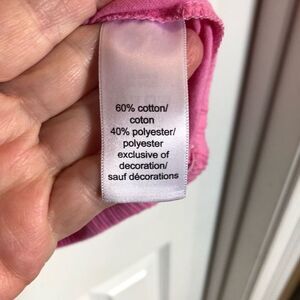 60% cotton/
coton
40% polyester/
polyester
exclusive of
decoration/
sauf décorations